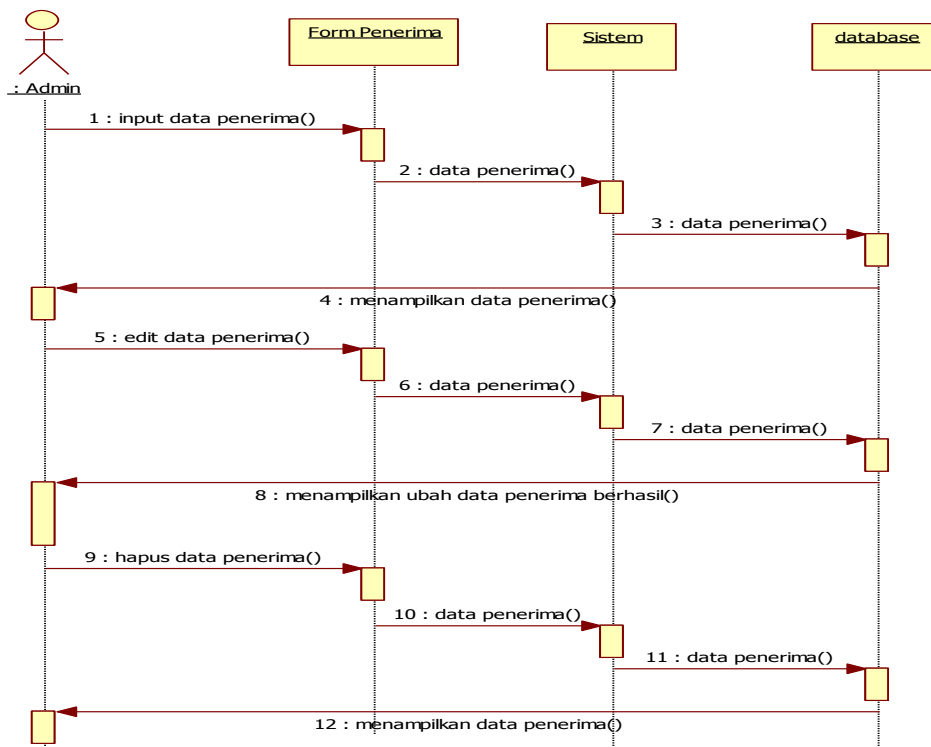 Form Penerima
Sistem
database
: Admin
1 : input data penerima()
2 : data penerima()
3 : data penerima()
4 : menampilkan data penerima()
5 : edit data penerima()
6 : data penerima()
7 : data penerima()
8 : menampilkan ubah data penerima berhasil()
9 : hapus data penerima()
10 : data penerima()
11 : data penerima()
12 : menampilkan data penerima()